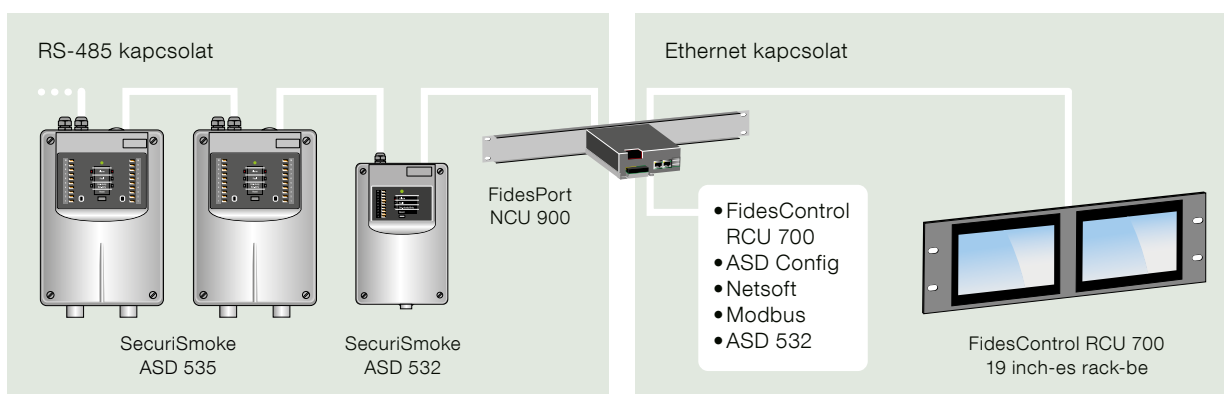 RS-485 kapcsolat
SecuriSmoke
ASD 535
SecuriSmoke
ASD 532
FidesPort
NCU 900
Ethernet kapcsolat
•FidesControl
RCU 700
•ASD Config
•Netsoft
•Modbus
•ASD 532
FidesControl RCU 700
19 inch-es rack-be